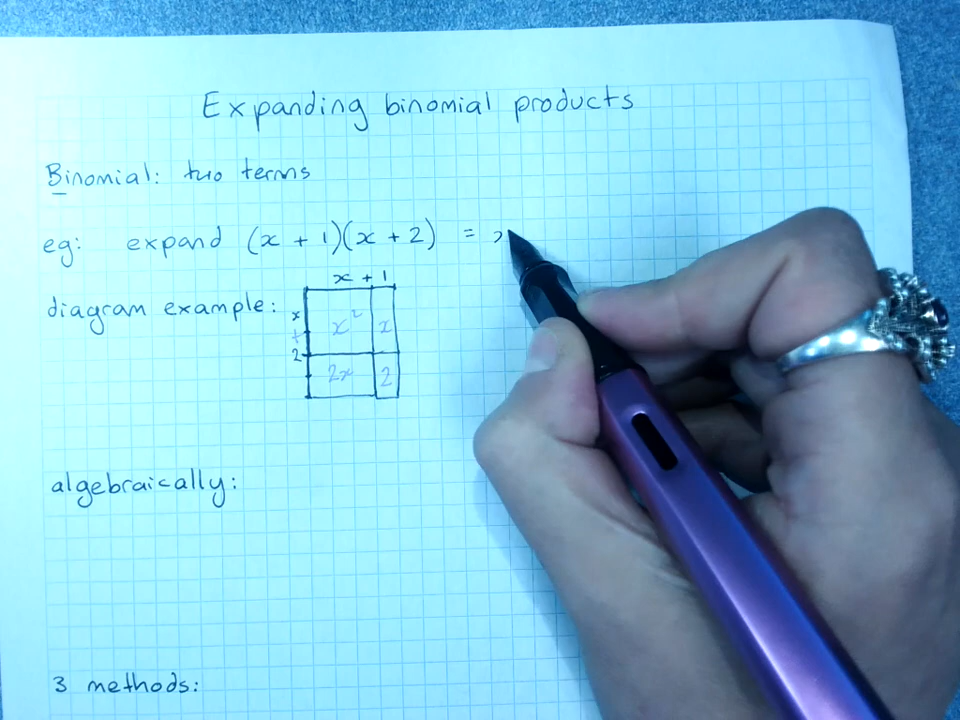 Expanding binomial products
Binomial: two terms
eg: expand (x + 1)(x + 2) = x
x + 1
diagram example:
x
+
2
x² x
2x 2
algebraically:
3 methods: